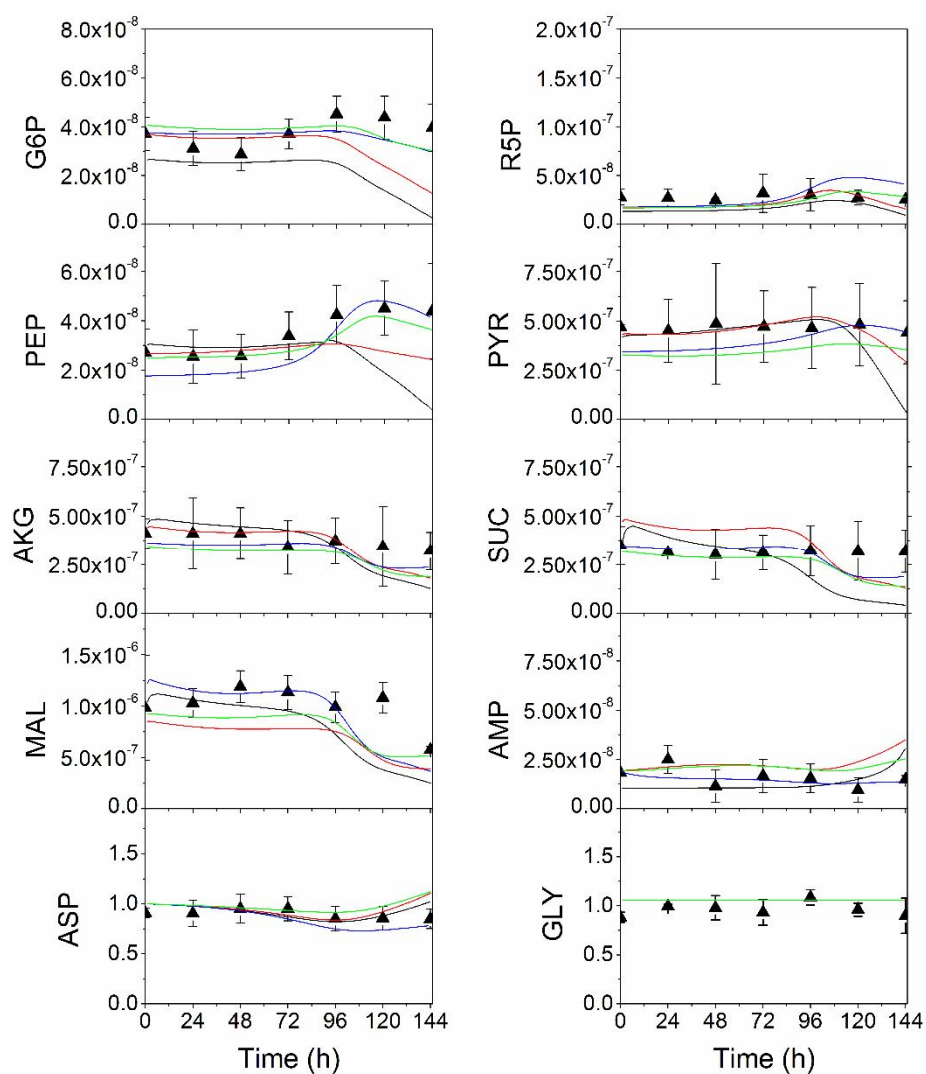 8.0x10⁻⁸
6.0x10⁻⁸
4.0x10⁻⁸
2.0x10⁻⁸
0.0
G6P
2.0x10⁻⁷
1.5x10⁻⁷
1.0x10⁻⁷
5.0x10⁻⁸
0.0
R5P
6.0x10⁻⁸
4.0x10⁻⁸
2.0x10⁻⁸
0.0
PEP
7.50x10⁻⁷
5.00x10⁻⁷
2.50x10⁻⁷
0.00
PYR
7.50x10⁻⁷
5.00x10⁻⁷
2.50x10⁻⁷
0.00
AKG
7.50x10⁻⁷
5.00x10⁻⁷
2.50x10⁻⁷
0.00
SUC
1.5x10⁻⁶
1.0x10⁻⁶
5.0x10⁻⁷
0.0
MAL
7.50x10⁻⁸
5.00x10⁻⁸
2.50x10⁻⁸
0.00
AMP
1.5
1.0
0.5
0.0
ASP
0 24 48 72 96 120 144
Time (h)
1.5
1.0
0.5
0.0
GLY
0 24 48 72 96 120 144
Time (h)